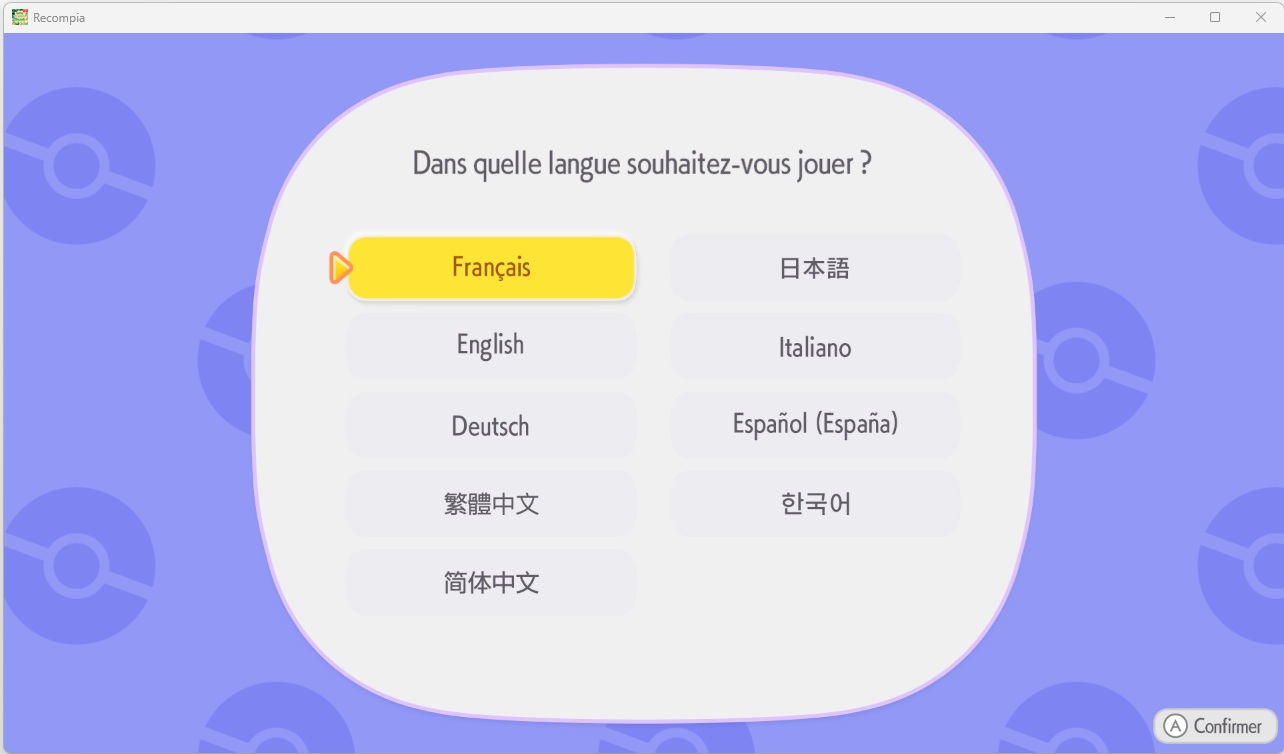 Recompia
Dans quelle langue souhaitez-vous jouer ?
Français
日本語
English
Italiano
Deutsch
Español (España)
繁體中文
한국어
简体中文
A Confirmer